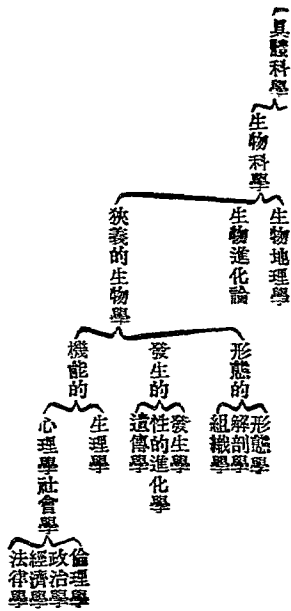 具體科學
生物科學
生物地理學
生物進化論
狹義的生物學
形態的
發生的
機能的
形態學
解剖學
組織學
發生學
性的進化學
遺傳學
生理學
心理學
社會學
倫理學
政治學
經濟學
法律學